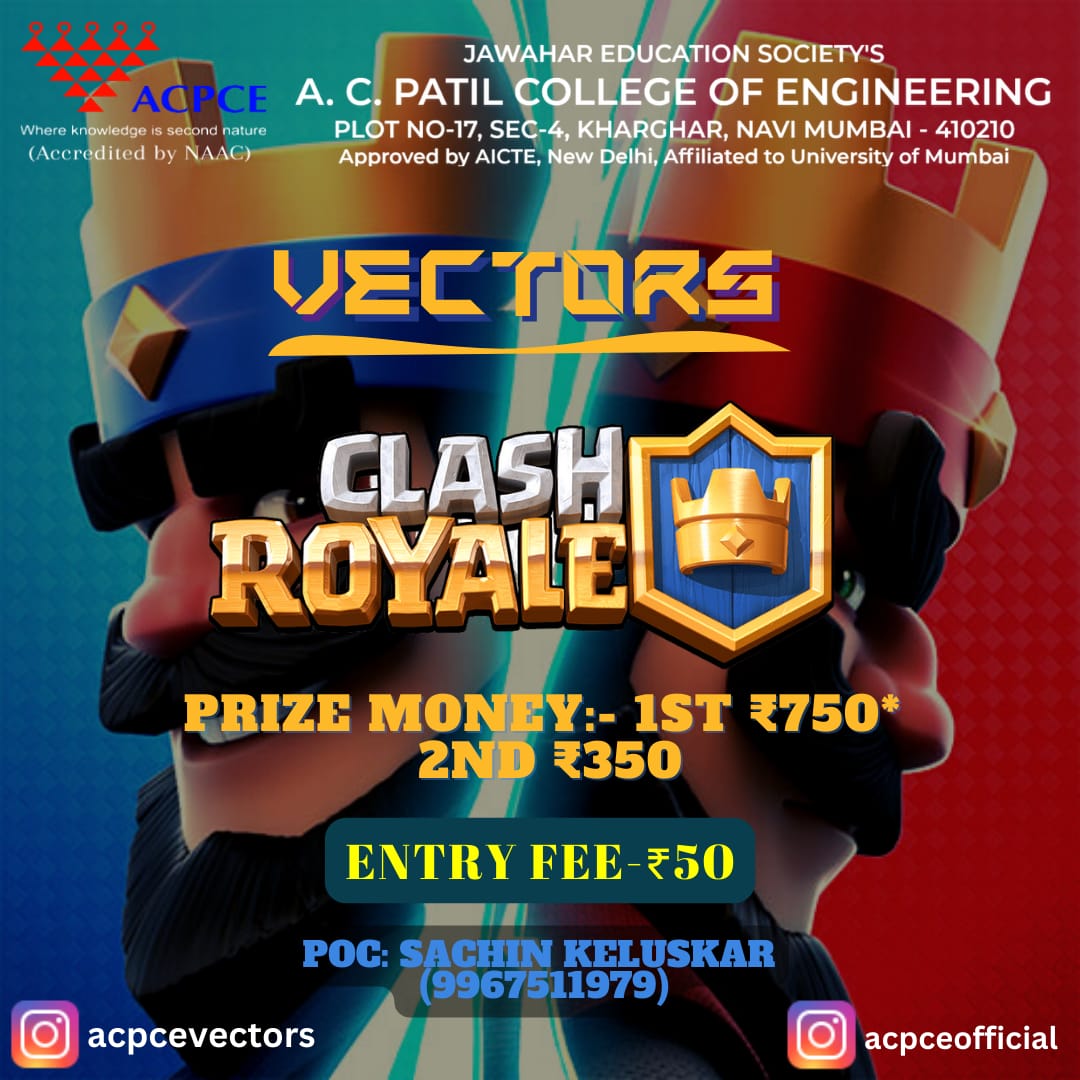 ACPCE
Where knowledge is second nature
(Accredited by NAAC)
JAWAHAR EDUCATION SOCIETY'S
A. C. PATIL COLLEGE OF ENGINEERING
PLOT NO-17, SEC-4, KHARGHAR, NAVI MUMBAI - 410210
Approved by AICTE, New Delhi, Affiliated to University of Mumbai
VECTORS
CLASH
ROYALE
PRIZE MONEY:- 1ST ₹750*
2ND ₹350
ENTRY FEE-₹50
POC: SACHIN KELUSKAR
(9967511979)
acpcevectors
acpceofficial